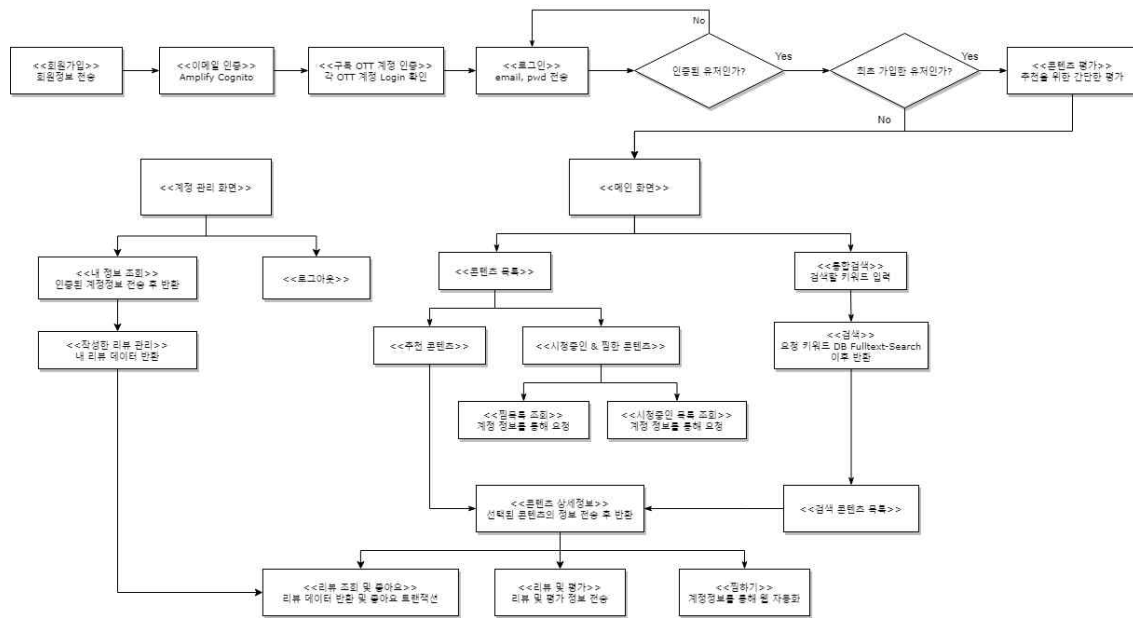 No
<<회원가입>>
회원정보 전송
<<이메일 인증>>
Amplify Cognito
<<구독 OTT 계정 인증>>
각 OTT 계정 Login 확인
<<로그인>>
email, pwd 전송
인증된 유저인가?
Yes
최초 가입한 유저인가?
Yes
<<콘텐츠 평가>>
추천을 위한 간단한 평가
No
<<계정 관리 화면>>
<<메인 화면>>
<<내 정보 조회>>
인증된 계정정보 전송 후 반환
<<로그아웃>>
<<콘텐츠 목록>>
<<통합검색>>
검색할 키워드 입력
<<작성한 리뷰 관리>>
내 리뷰 데이터 반환
<<추천 콘텐츠>>
<<시청중인 & 찜한 콘텐츠>>
<<검색>>
요청 키워드 DB Fulltext-Search
이후 반환
<<찜목록 조회>>
계정 정보를 통해 요청
<<시청중인 목록 조회>>
계정 정보를 통해 요청
<<콘텐츠 상세정보>>
선택된 콘텐츠의 정보 전송 후 반환
<<검색 콘텐츠 목록>>
<<리뷰 조회 및 좋아요>>
리뷰 데이터 반환 및 좋아요 트랜잭션
<<리뷰 및 평가>>
리뷰 및 평가 정보 전송
<<찜하기>>
계정정보를 통해 웹 자동화